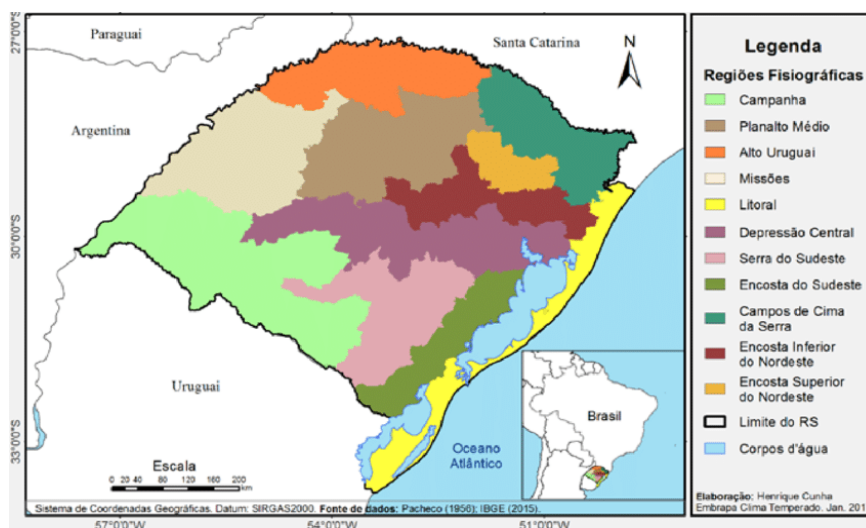 27°0'0"S
30°0'0"S
33°0'0"S
Paraguai
Santa Catarina
N
Argentina
Uruguai
Oceano
Atlântico
Brasil
Escala
0 20 40 80 120 160 200
km
Sistema de Coordenadas Geográficas. Datum: SIRGAS2000. Fonte de dados: Pacheco (1956); IBGE (2015).
57°0'0"W
54°0'0"W
51°0'0"W
Legenda
Regiões Fisiográficas
Campanha
Planalto Médio
Alto Uruguai
Missões
Litoral
Depressão Central
Serra do Sudeste
Encosta do Sudeste
Campos de Cima
da Serra
Encosta Inferior
do Nordeste
Encosta Superior
do Nordeste
Limite do RS
Corpos d'água
Elaboração: Henrique Cunha
Embrapa Clima Temperado. Jan.